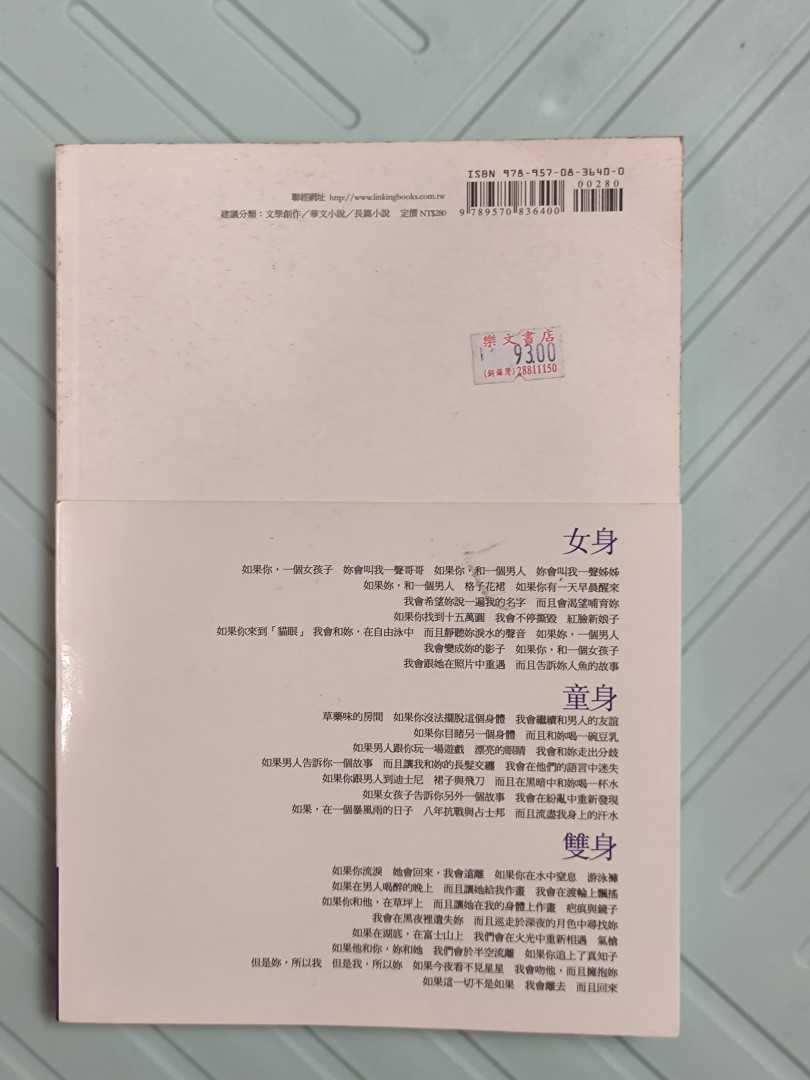 ISBN 978-957-08-3640-0
00280
9 789570 836400
聯經網址 http://www.linkingbooks.com.tw
建議分類：文學創作／華文小說／長篇小說　定價 NT$280
樂文書店
93.00
(銅鑼灣) 28811150
女身
如果你，一個女孩子　妳會叫我一聲哥哥　如果你，和一個男人　妳會叫我一聲姊姊
如果妳，和一個男人　格子花裙　如果你有一天早晨醒來
我會希望妳說一遍我的名字　而且會渴望哺育妳
如果你找到十五萬圓　我會不停撕毀　紅臉新娘子
如果你來到「貓眼」 我會和妳，在自由泳中　而且靜聽妳淚水的聲音　如果妳，一個男人
我會變成妳的影子　如果你，和一個女孩子
我會跟她在照片中重遇　而且告訴妳人魚的故事
童身
草藥味的房間　如果你沒法擺脫這個身體　我會繼續和男人的友誼
如果你目睹另一個身體　而且和妳喝一碗豆乳
如果男人跟你玩一場遊戲　漂亮的眼睛　我會和妳走出分歧
如果男人告訴你一個故事　而且讓我和妳的長髮交纏　我會在他們的語言中迷失
如果你跟男人到迪士尼　裙子與飛刀　而且在黑暗中和妳喝一杯水
如果女孩子告訴你另外一個故事　我會在紛亂中重新發現
如果，在一個暴風雨的日子　八年抗戰與占士邦　而且流盡我身上的汗水
雙身
如果你流淚　她會回來，我會遠離　如果你在水中窒息　游泳褲
如果在男人喝醉的晚上　而且讓她給我作畫　我會在渡輪上飄搖
如果你和他，在草坪上　而且讓她在我的身體上作畫　疤痕與鏡子
我會在黑夜裡遺失妳　而且巡走於深夜的月色中尋找妳
如果在湖底，在富士山上　我們會在火光中重新相遇　氣槍
如果他和你，妳和她　我們會於半空流離　如果你追上了真知子
但是妳，所以我　但是我，所以妳　如果今夜看不見星星　我會吻他，而且擁抱妳
如果這一切不是如果　我會離去　而且回來